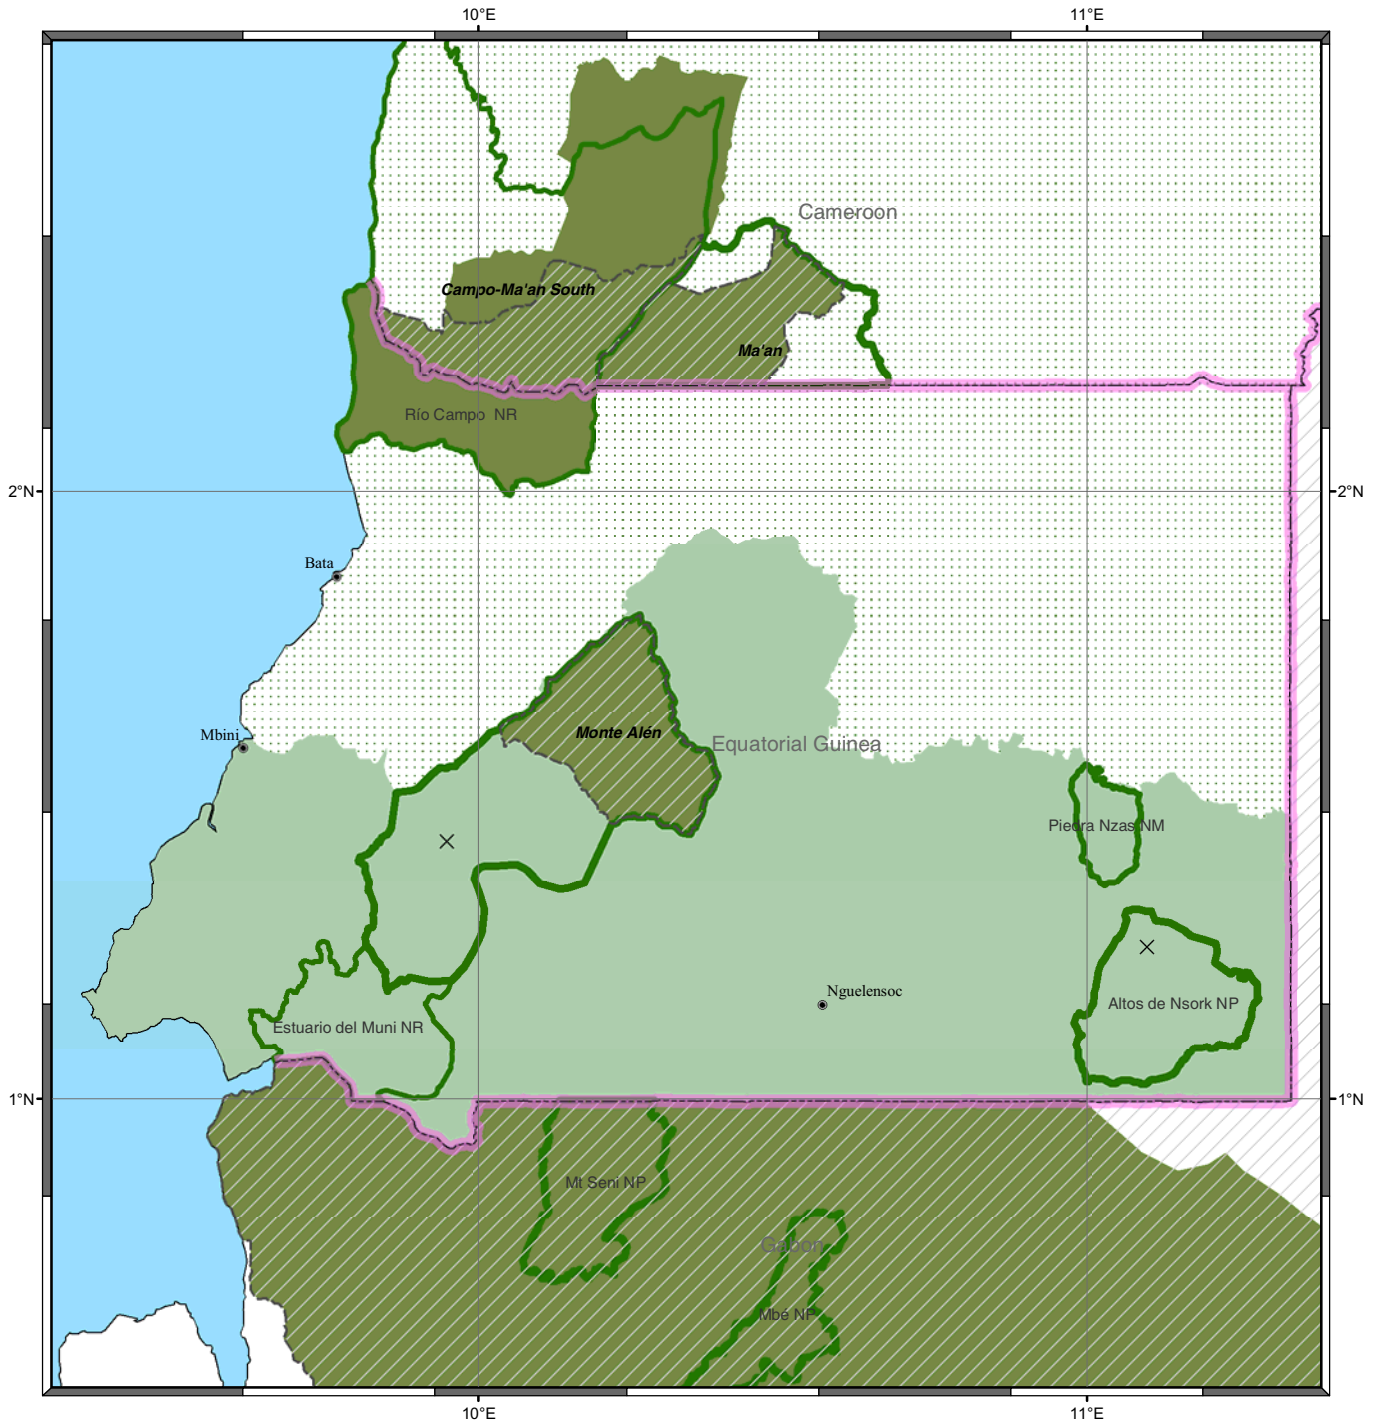 10°E 11°E
Cameroon
Campo-Ma'an South
Ma'an
Río Campo NR
2°N 2°N
Bata
Mbini
Monte Alén
Equatorial Guinea
Piedra Nzas NM
Nguelensoc
Altos de Nsork NP
Estuario del Muni NR
1°N 1°N
Mt Seni NP
Gabon
Mbé NP
10°E 11°E